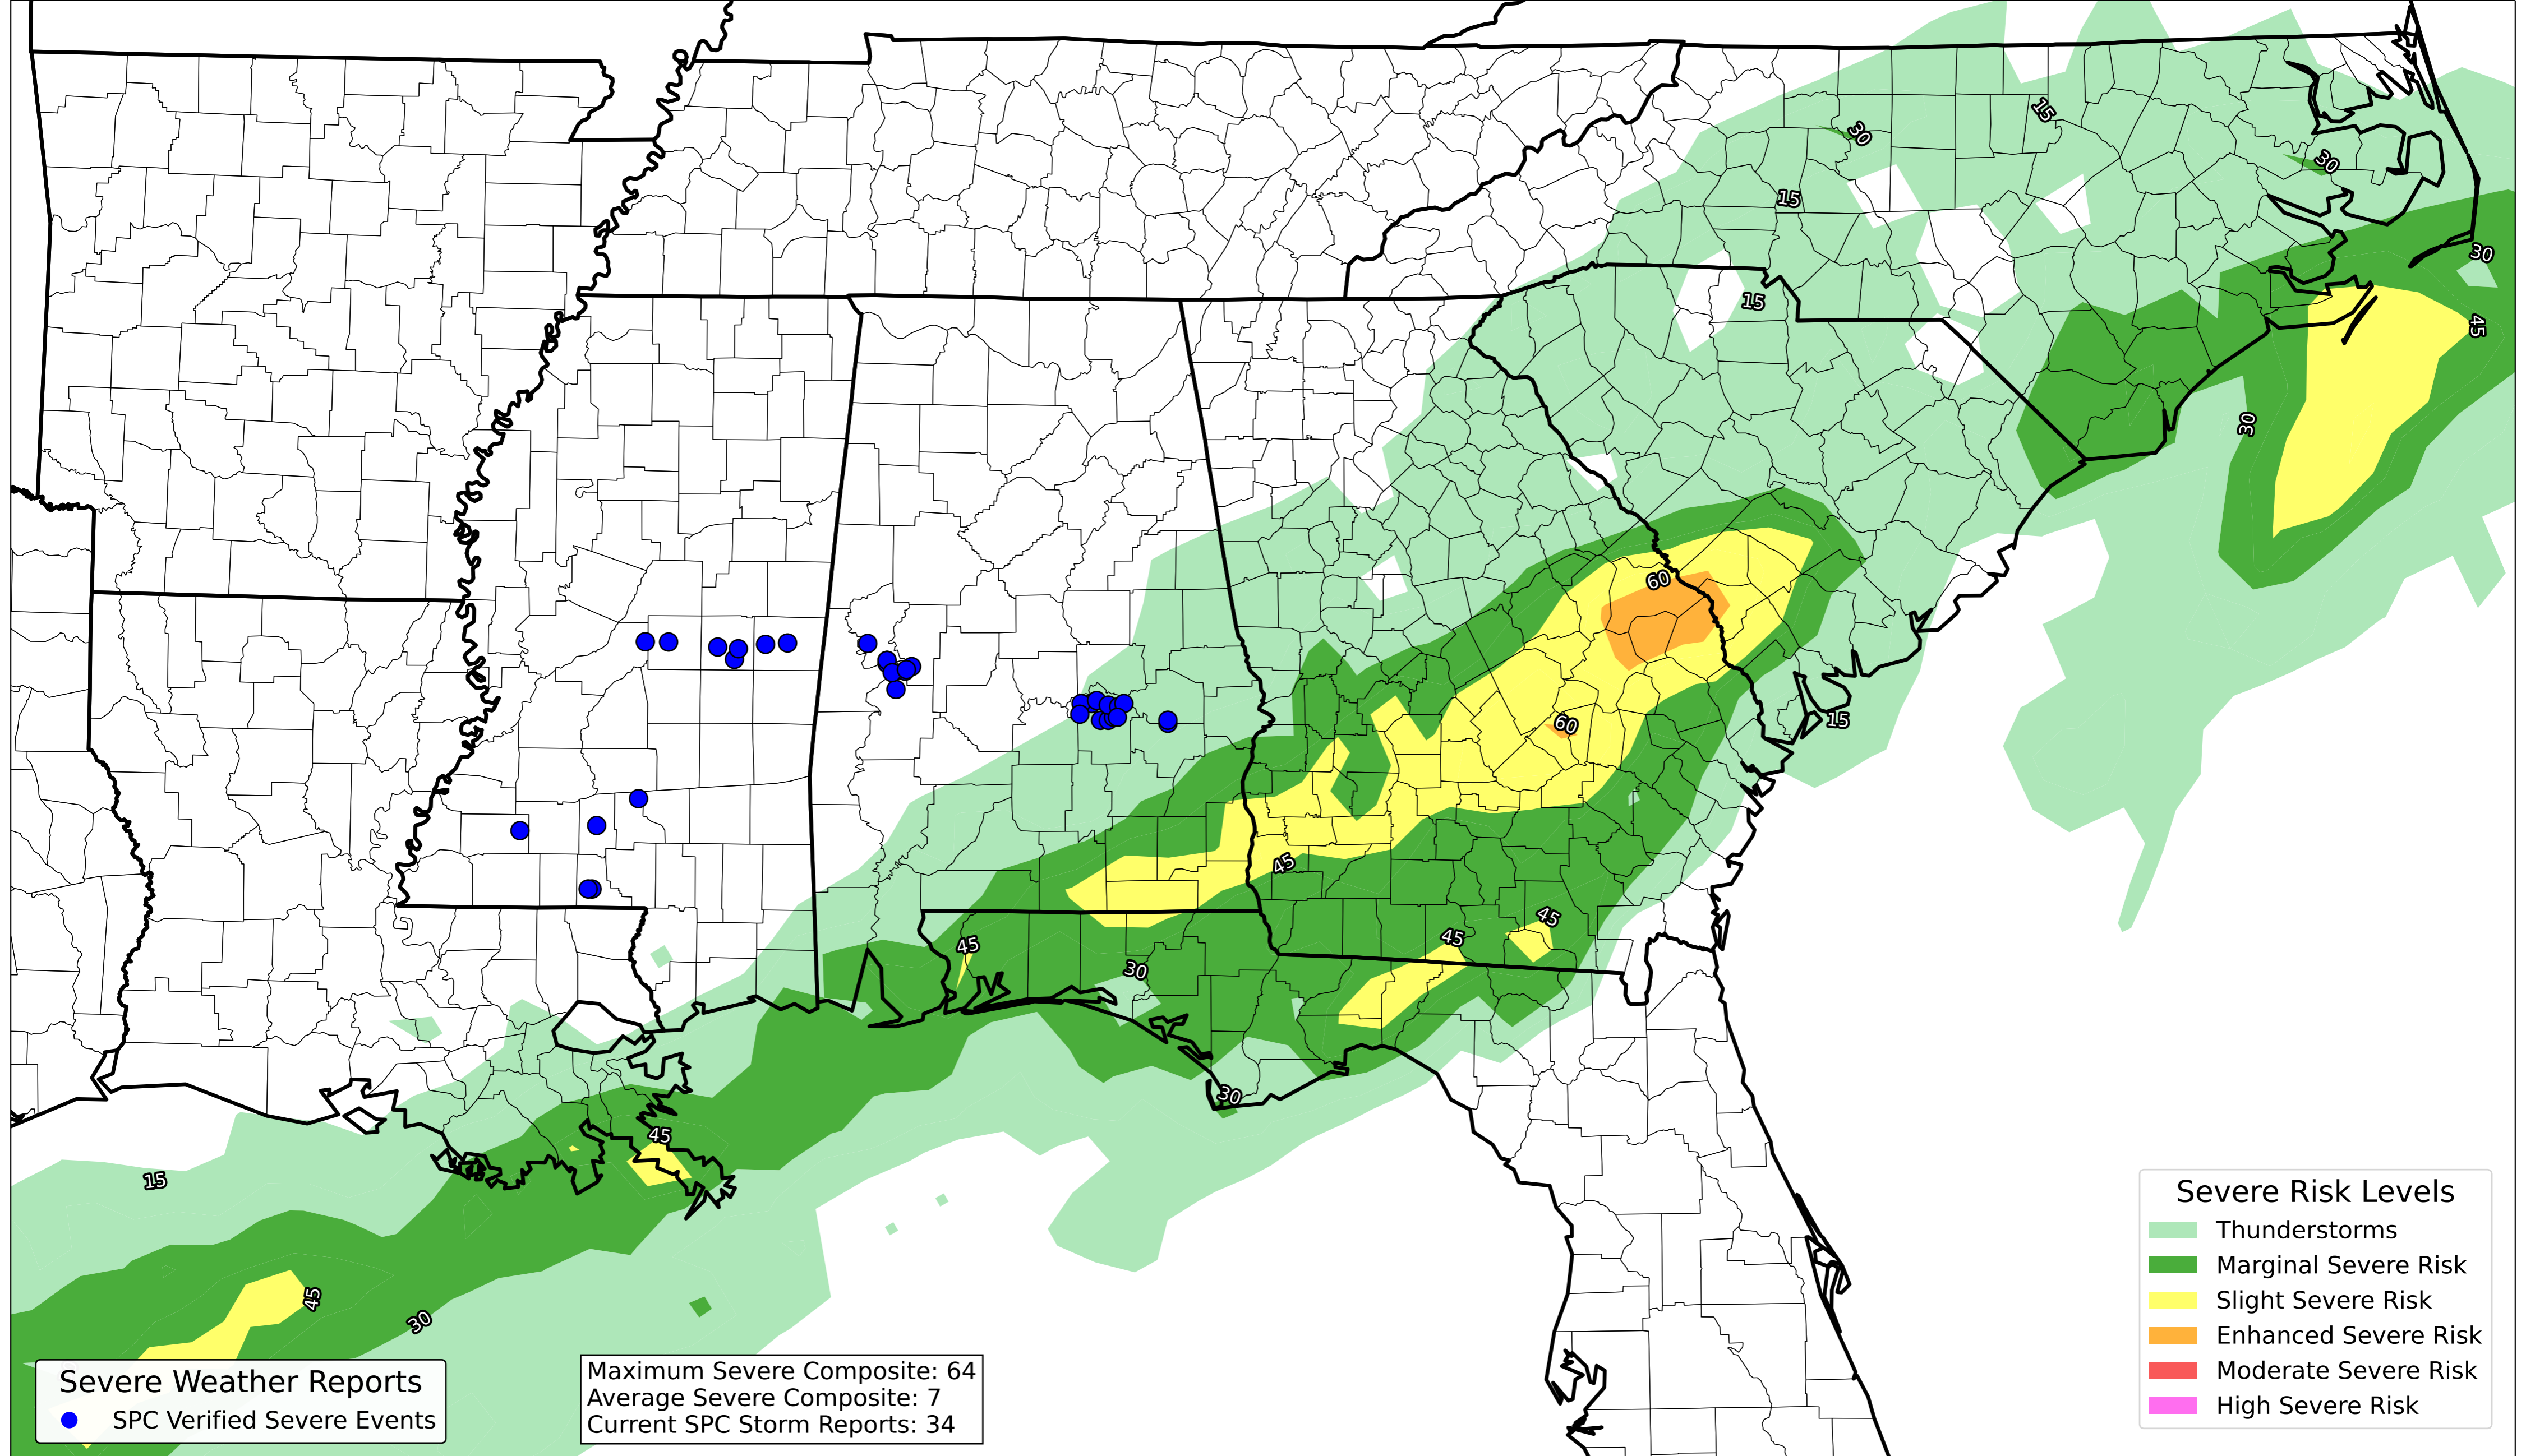 30
15
30
15
30
15
45
30
60
15
60
45
45
45
45
30
30
45
15
45
30
Severe Weather Reports
SPC Verified Severe Events
Maximum Severe Composite: 64
Average Severe Composite: 7
Current SPC Storm Reports: 34
Severe Risk Levels
Thunderstorms
Marginal Severe Risk
Slight Severe Risk
Enhanced Severe Risk
Moderate Severe Risk
High Severe Risk